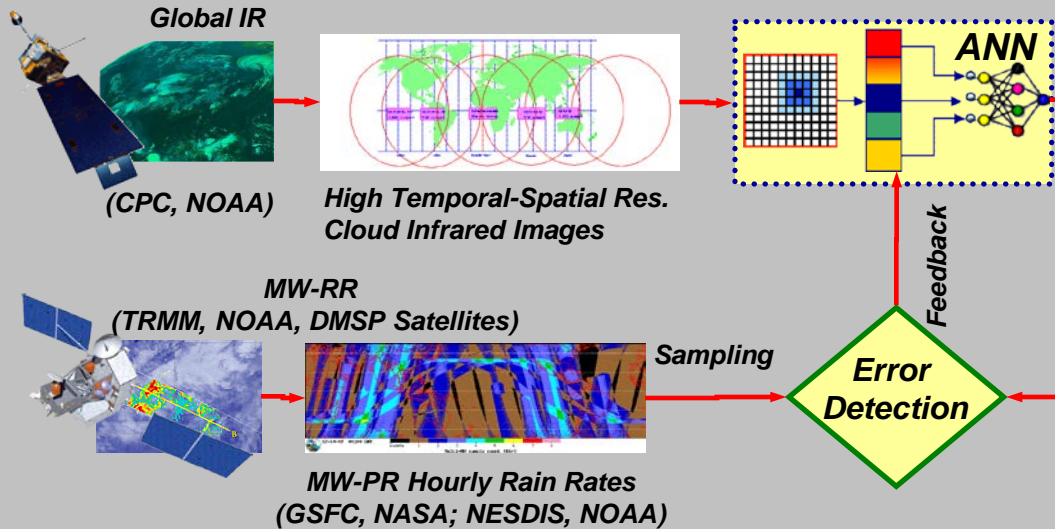 Global IR
(CPC, NOAA)
High Temporal-Spatial Res.
Cloud Infrared Images
ANN
MW-RR
(TRMM, NOAA, DMSP Satellites)
MW-PR Hourly Rain Rates
(GSFC, NASA; NESDIS, NOAA)
Sampling
Feedback
Error
Detection
B